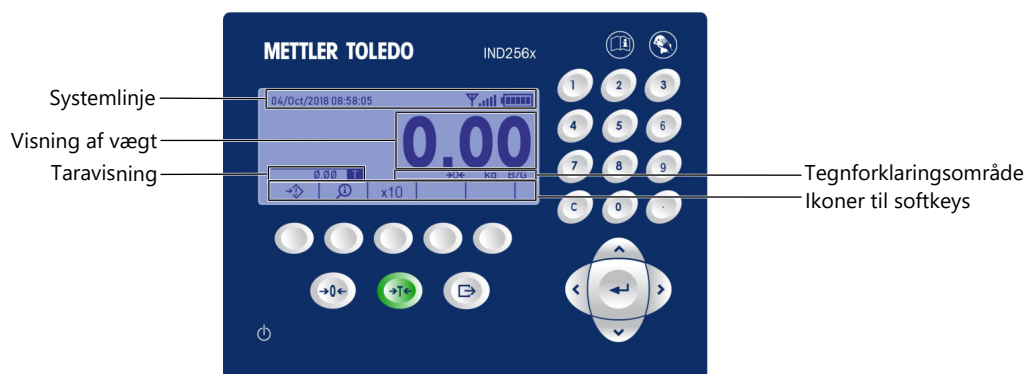 METTLER TOLEDO IND256x
Systemlinje
04/Oct/2018 08:58:05
Visning af vægt
0.00
Taravisning
0.00 T
→0← kg B/G
Tegnforklaringsområde
Ikoner til softkeys
x10
1 2 3
4 5 6
7 8 9
C 0 .
→0← →T←